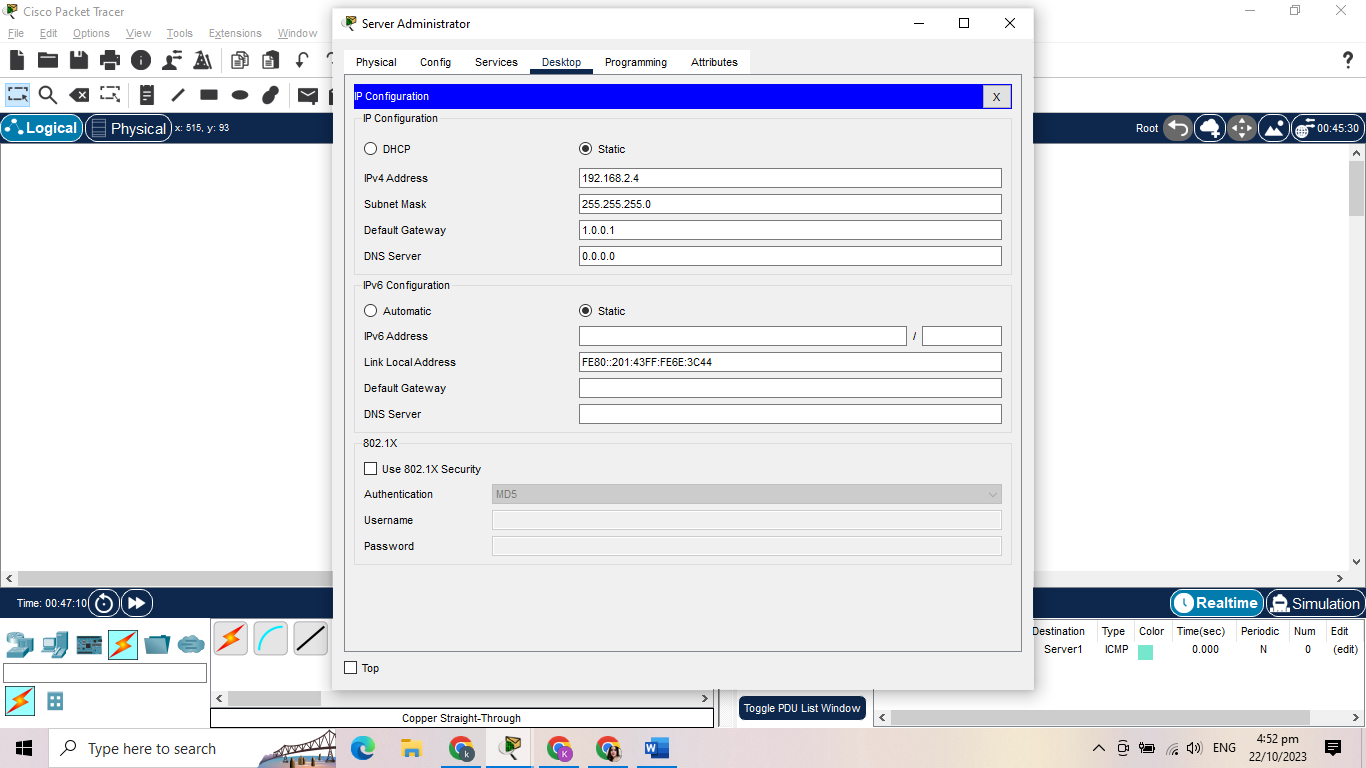 Cisco Packet Tracer
File Edit Options View Tools Extensions Window
Logical Physical x: 515, y: 93
Server Administrator
Physical Config Services Desktop Programming Attributes
IP Configuration X
IP Configuration
DHCP Static
IPv4 Address 192.168.2.4
Subnet Mask 255.255.255.0
Default Gateway 1.0.0.1
DNS Server 0.0.0.0
IPv6 Configuration
Automatic Static
IPv6 Address /
Link Local Address FE80::201:43FF:FE6E:3C44
Default Gateway
DNS Server
802.1X
Use 802.1X Security
Authentication MD5
Username
Password
Top
Root 00:45:30
Time: 00:47:10
Realtime Simulation
Destination Type Color Time(sec) Periodic Num Edit
Server1 ICMP 0.000 N 0 (edit)
Toggle PDU List Window
Copper Straight-Through
Type here to search
k K
ENG 4:52 pm
22/10/2023